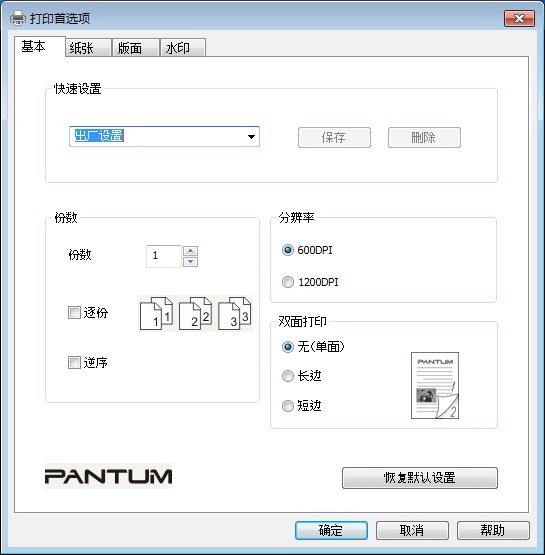 打印首选项
基本 纸张 版面 水印
快速设置
出厂设置 保存 删除
份数
份数 1
逐份 1 1 2 2 3 3
逆序
分辨率
600DPI
1200DPI
双面打印
无(单面)
长边
短边
PANTUM
1
2
PANTUM
恢复默认设置
确定 取消 帮助